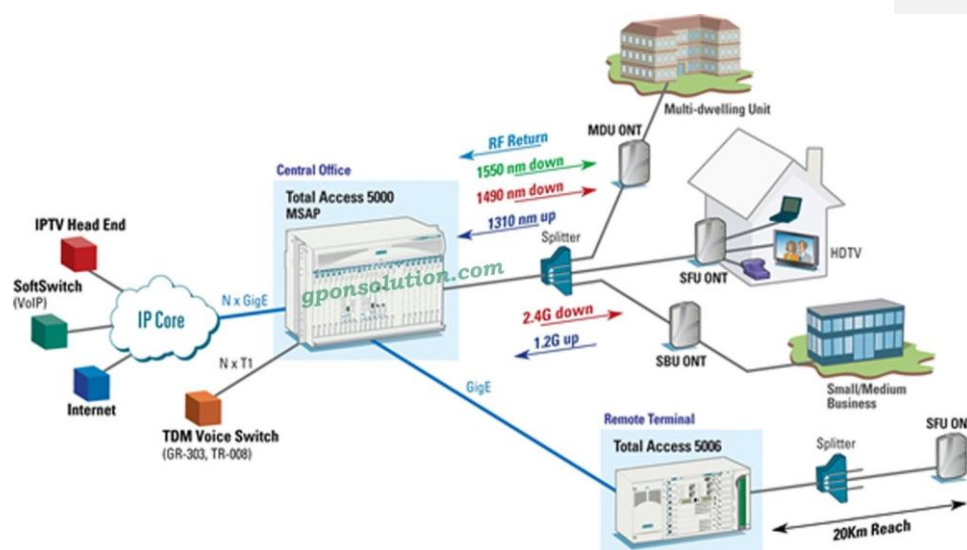 Multi-dwelling Unit
MDU ONT
RF Return
1550 nm down
1490 nm down
1310 nm up
Central Office
Total Access 5000
MSAP
IPTV Head End
SoftSwitch
(VoIP)
IP Core
Internet
N x GigE
N x T1
TDM Voice Switch
(GR-303, TR-008)
gponsolution.com
Splitter
SFU ONT
HDTV
2.4G down
1.2G up
SBU ONT
Small/Medium
Business
GigE
Remote Terminal
Total Access 5006
Splitter
SFU ON
20Km Reach